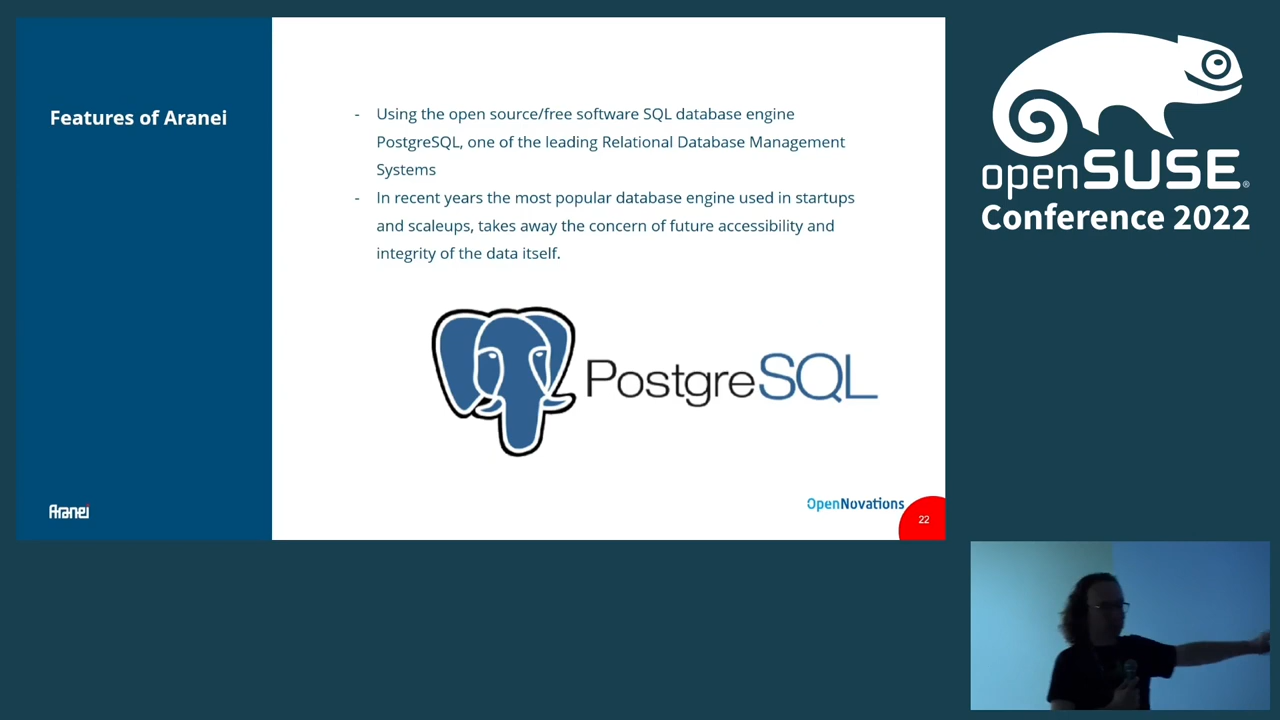 Features of Aranei
- Using the open source/free software SQL database engine
PostgreSQL, one of the leading Relational Database Management
Systems
- In recent years the most popular database engine used in startups
and scaleups, takes away the concern of future accessibility and
integrity of the data itself.
PostgreSQL
Aranei
OpenNovations
22
openSUSE®
Conference 2022